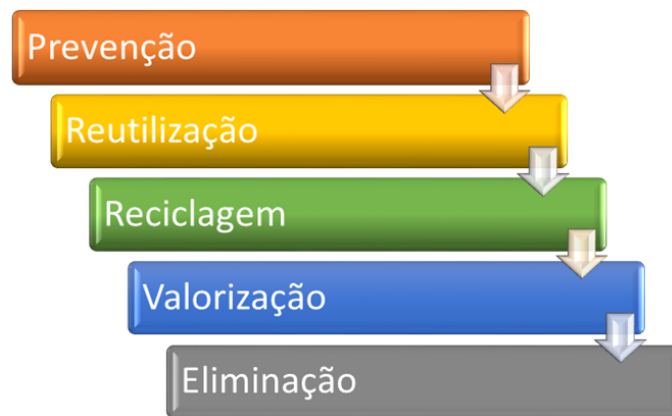 Prevenção
Reutilização
Reciclagem
Valorização
Eliminação